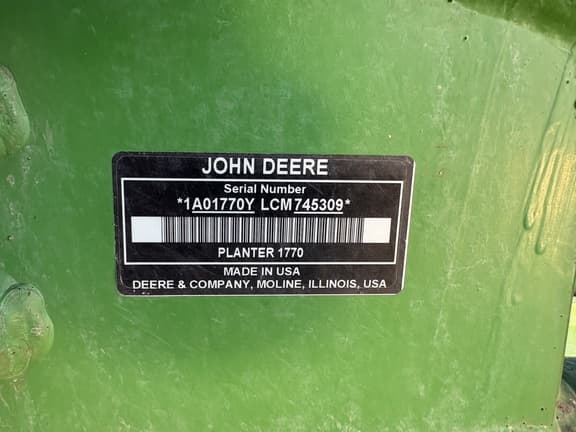 JOHN DEERE
Serial Number
*1A01770Y LCM745309*
PLANTER 1770
MADE IN USA
DEERE & COMPANY, MOLINE, ILLINOIS, USA